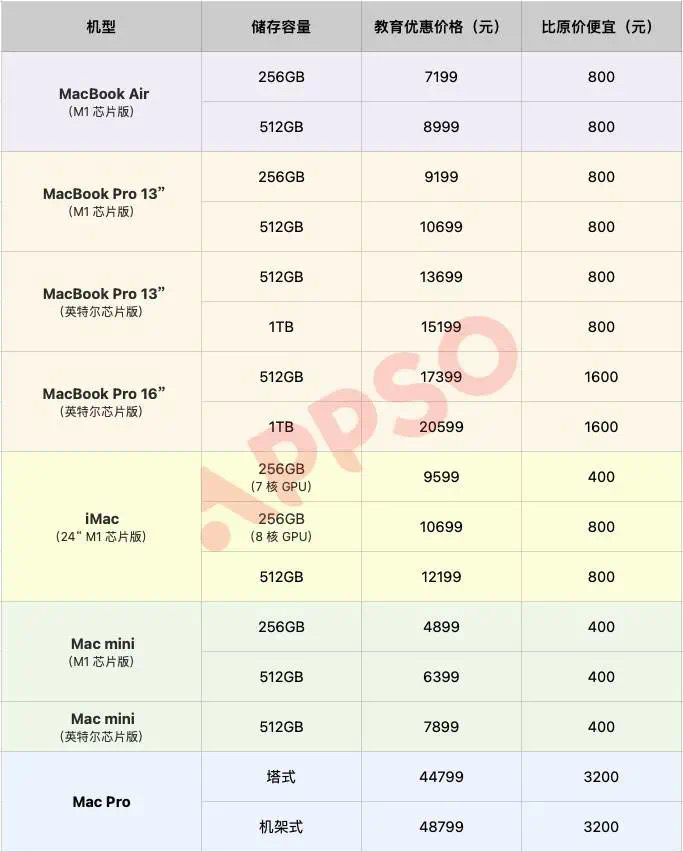 机型 储存容量 教育优惠价格（元） 比原价便宜（元）
MacBook Air
（M1 芯片版）
256GB 7199 800
512GB 8999 800
MacBook Pro 13”
（M1 芯片版）
256GB 9199 800
512GB 10699 800
MacBook Pro 13”
（英特尔芯片版）
512GB 13699 800
1TB 15199 800
MacBook Pro 16”
（英特尔芯片版）
512GB 17399 1600
1TB 20599 1600
iMac
（24“ M1 芯片版）
256GB
（7 核 GPU）
9599 400
256GB
（8 核 GPU）
10699 800
512GB 12199 800
Mac mini
（M1 芯片版）
256GB 4899 400
512GB 6399 400
Mac mini
（英特尔芯片版）
512GB 7899 400
Mac Pro
塔式 44799 3200
机架式 48799 3200
APPSO